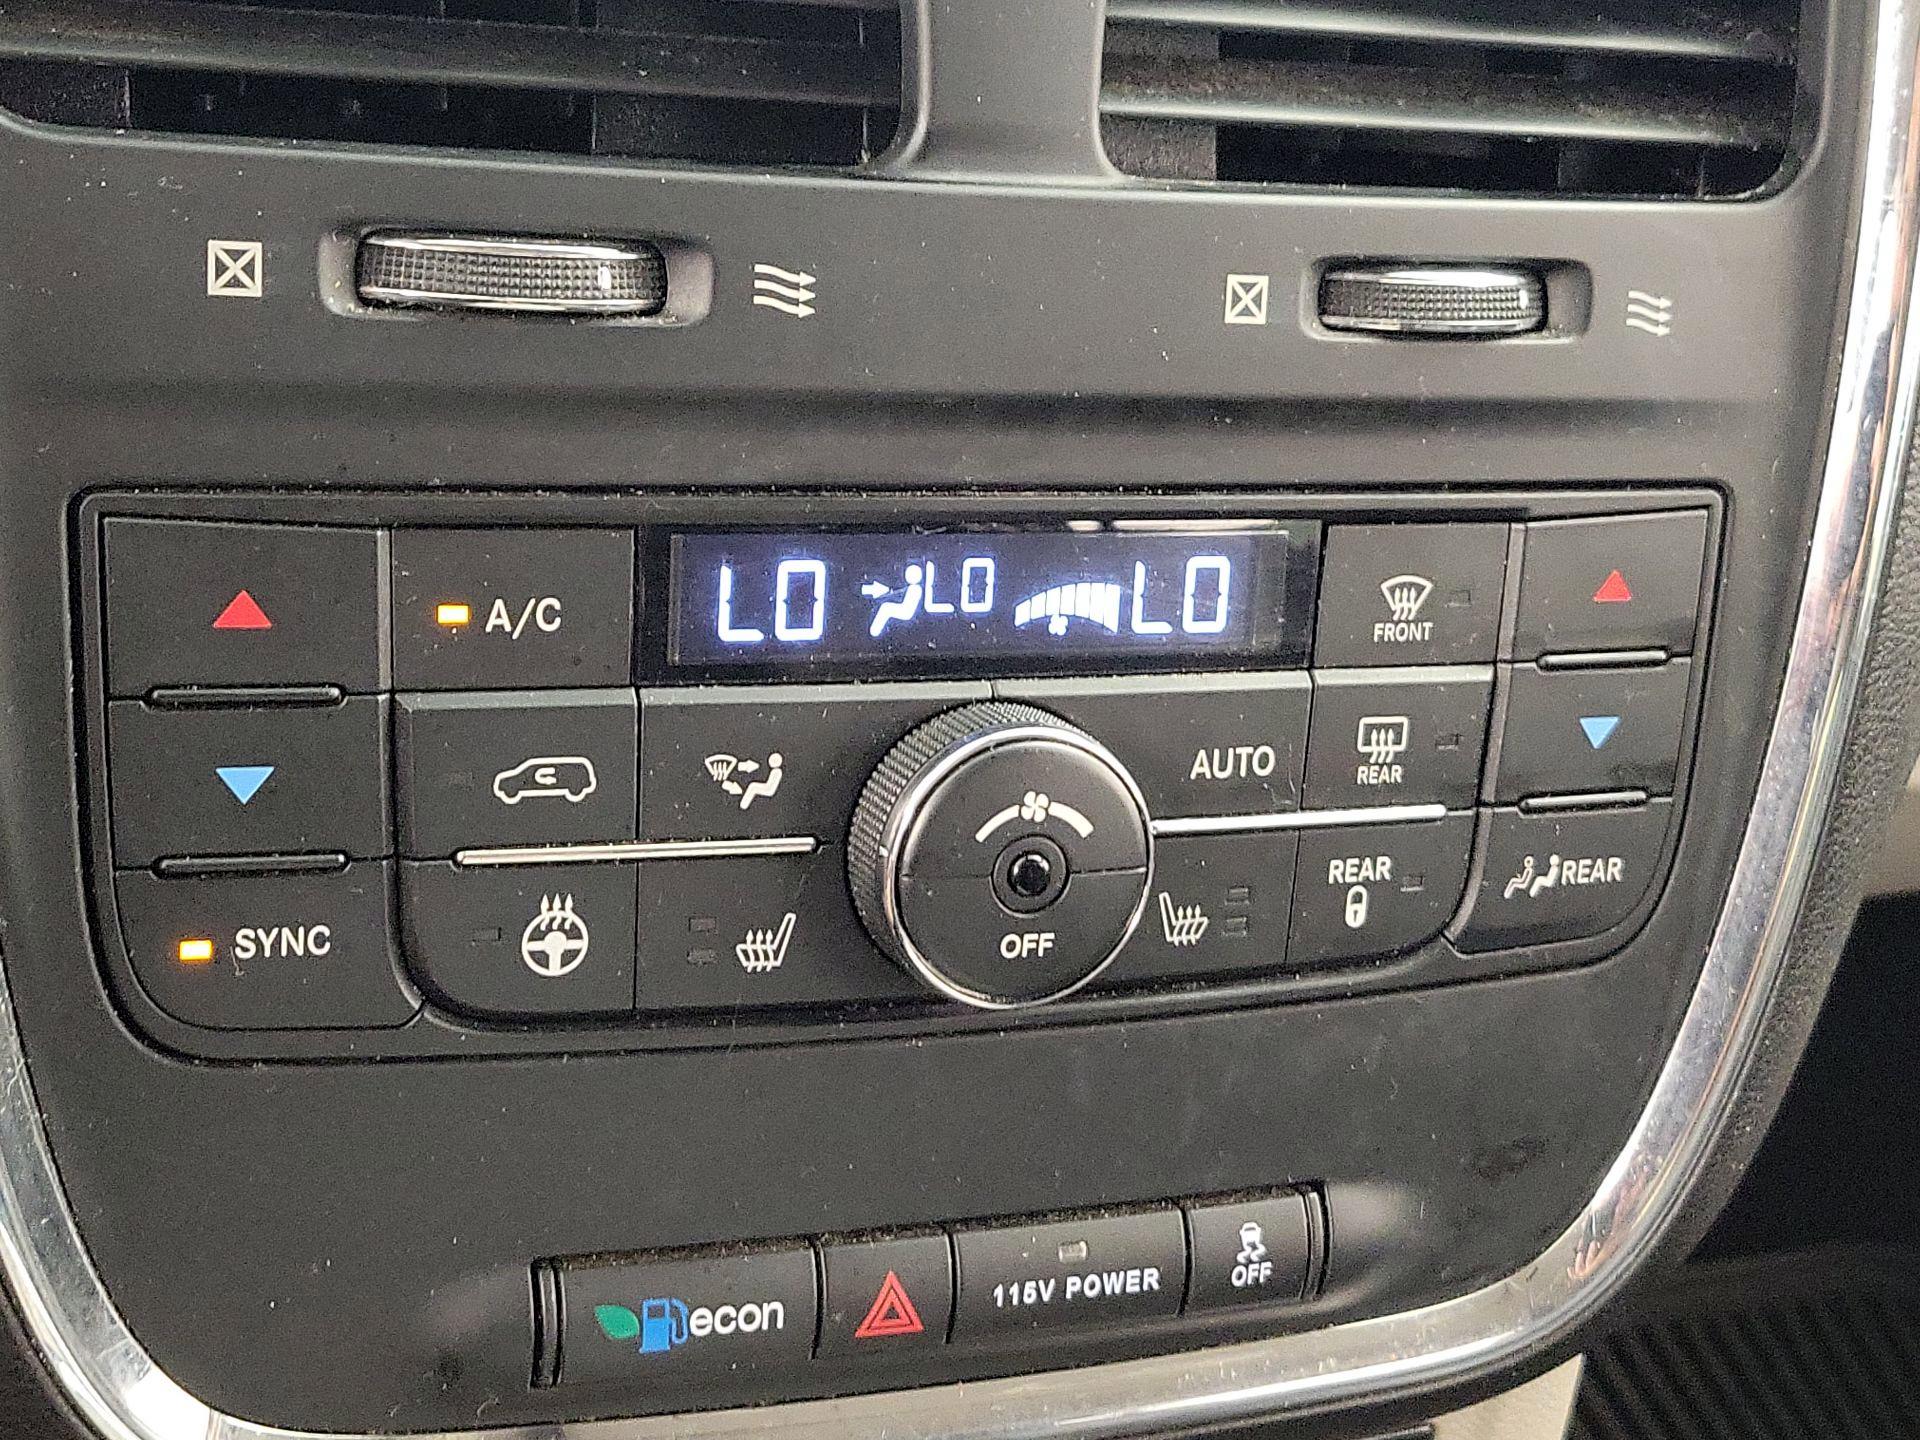 A/C
LO LO LO
FRONT
AUTO
REAR
SYNC
OFF
REAR
REAR
econ
115V POWER
OFF